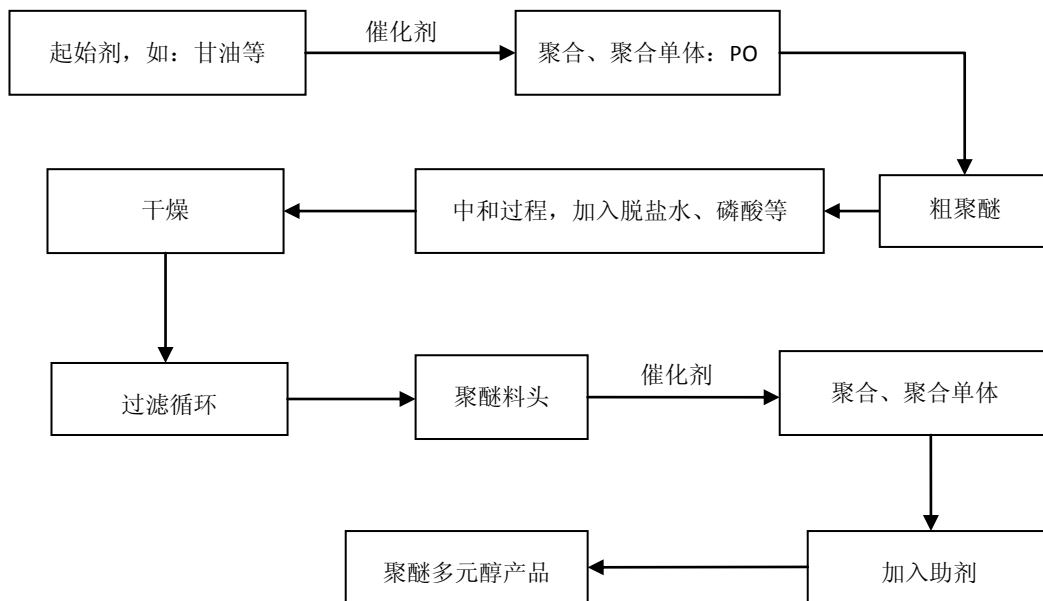 起始剂，如：甘油等
催化剂
聚合、聚合单体：PO
粗聚醚
中和过程，加入脱盐水、磷酸等
干燥
过滤循环
聚醚料头
催化剂
聚合、聚合单体
加入助剂
聚醚多元醇产品